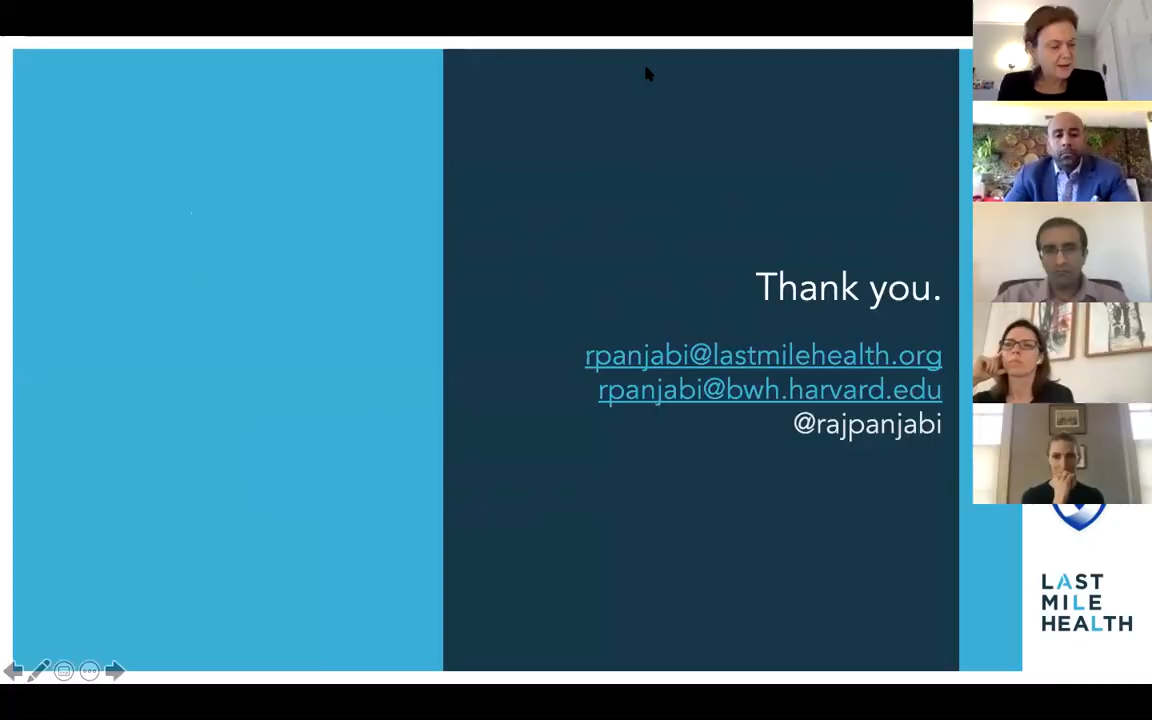 Thank you.
rpanjabi@lastmilehealth.org
rpanjabi@bwh.harvard.edu
@rajpanjabi
LAST
MILE
HEALTH